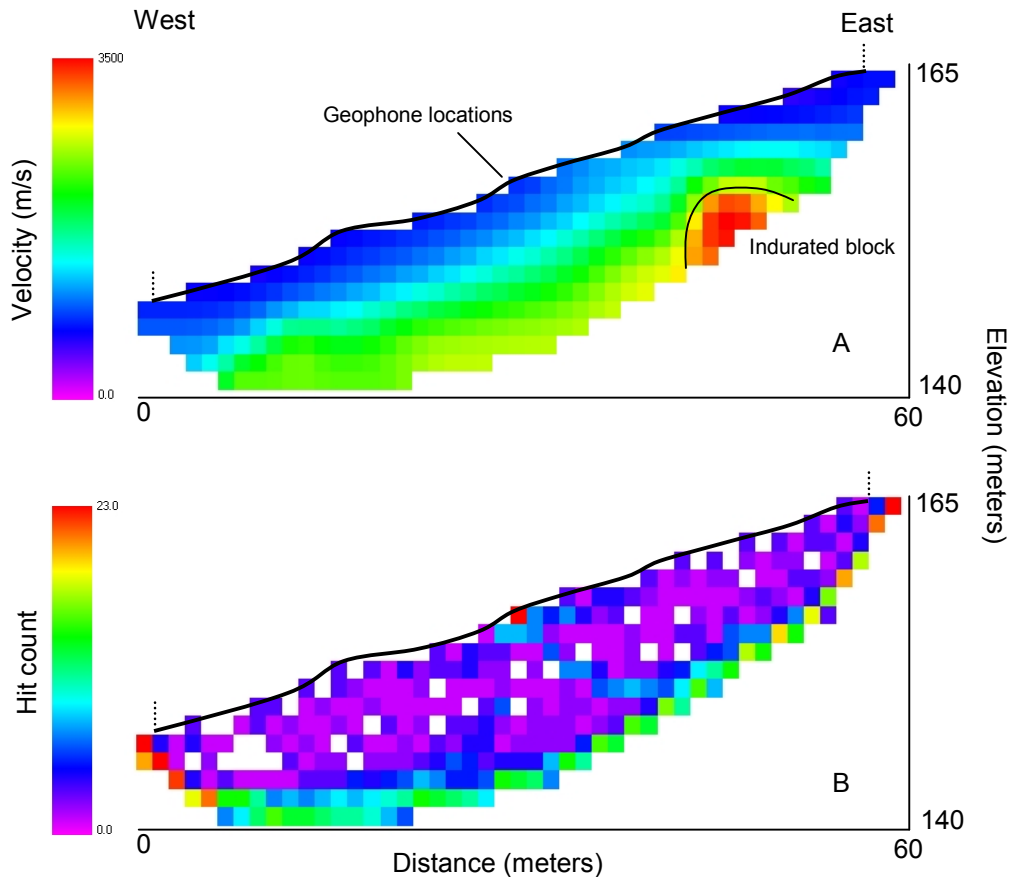 West
East
3500
165
Geophone locations
Velocity (m/s)
Indurated block
A
0.0
140
0
60
Elevation (meters)
23.0
165
Hit count
B
0.0
140
0
60
Distance (meters)